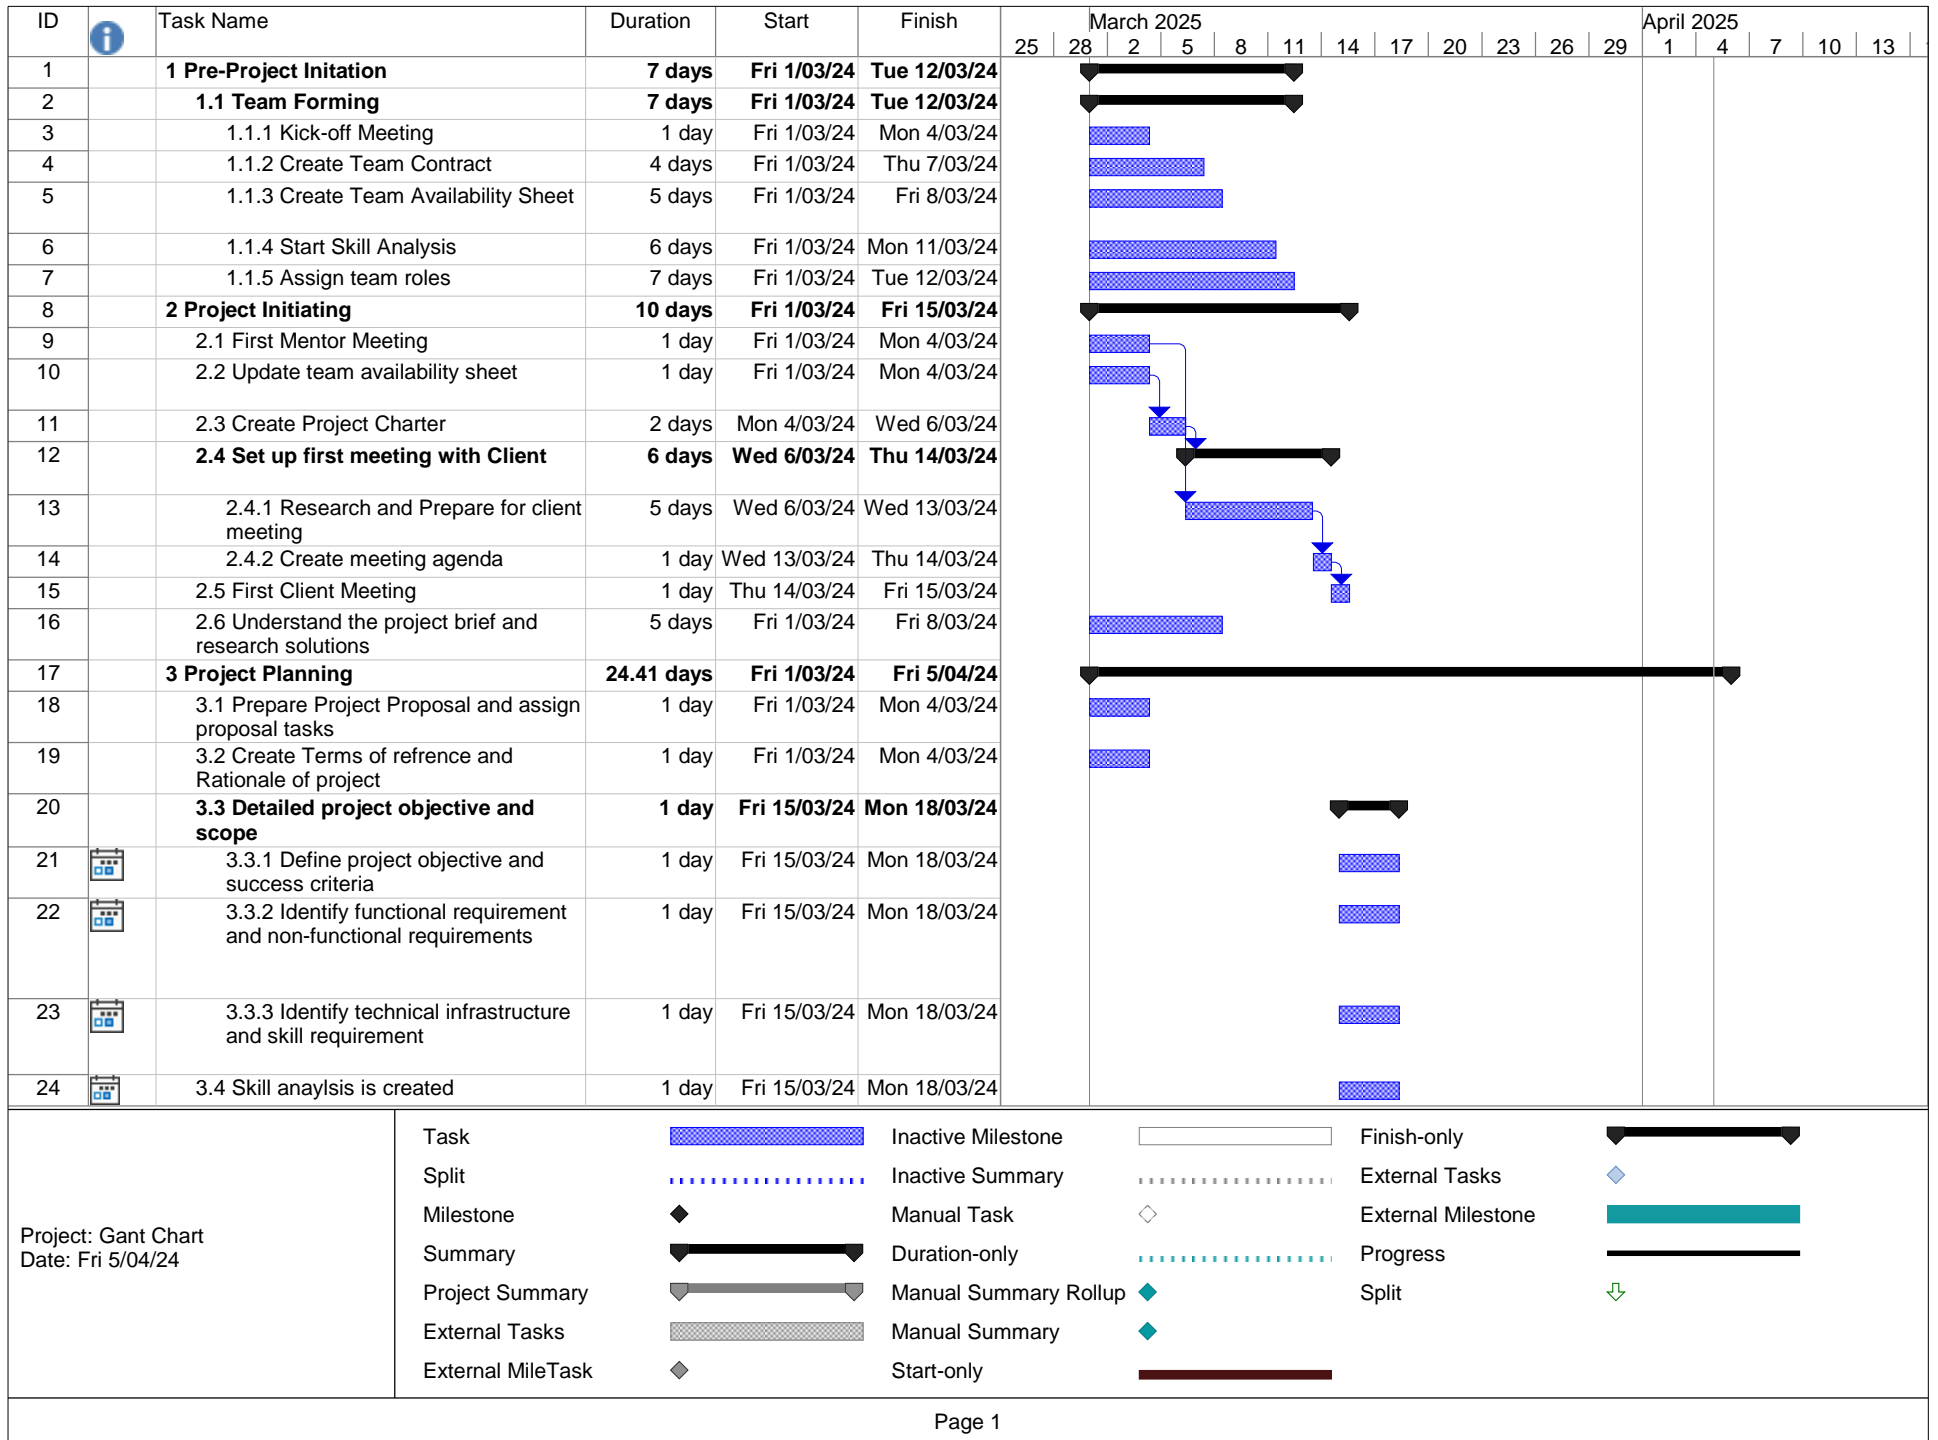 ID Task Name Duration Start Finish March 2025 April 2025
25 28 2 5 8 11 14 17 20 23 26 29 1 4 7 10 13
1 1 Pre-Project Initation 7 days Fri 1/03/24 Tue 12/03/24
2 1.1 Team Forming 7 days Fri 1/03/24 Tue 12/03/24
3 1.1.1 Kick-off Meeting 1 day Fri 1/03/24 Mon 4/03/24
4 1.1.2 Create Team Contract 4 days Fri 1/03/24 Thu 7/03/24
5 1.1.3 Create Team Availability Sheet 5 days Fri 1/03/24 Fri 8/03/24
6 1.1.4 Start Skill Analysis 6 days Fri 1/03/24 Mon 11/03/24
7 1.1.5 Assign team roles 7 days Fri 1/03/24 Tue 12/03/24
8 2 Project Initiating 10 days Fri 1/03/24 Fri 15/03/24
9 2.1 First Mentor Meeting 1 day Fri 1/03/24 Mon 4/03/24
10 2.2 Update team availability sheet 1 day Fri 1/03/24 Mon 4/03/24
11 2.3 Create Project Charter 2 days Mon 4/03/24 Wed 6/03/24
12 2.4 Set up first meeting with Client 6 days Wed 6/03/24 Thu 14/03/24
13 2.4.1 Research and Prepare for client 5 days Wed 6/03/24 Wed 13/03/24
meeting
14 2.4.2 Create meeting agenda 1 day Wed 13/03/24 Thu 14/03/24
15 2.5 First Client Meeting 1 day Thu 14/03/24 Fri 15/03/24
16 2.6 Understand the project brief and 5 days Fri 1/03/24 Fri 8/03/24
research solutions
17 3 Project Planning 24.41 days Fri 1/03/24 Fri 5/04/24
18 3.1 Prepare Project Proposal and assign 1 day Fri 1/03/24 Mon 4/03/24
proposal tasks
19 3.2 Create Terms of refrence and 1 day Fri 1/03/24 Mon 4/03/24
Rationale of project
20 3.3 Detailed project objective and 1 day Fri 15/03/24 Mon 18/03/24
scope
21 3.3.1 Define project objective and 1 day Fri 15/03/24 Mon 18/03/24
success criteria
22 3.3.2 Identify functional requirement 1 day Fri 15/03/24 Mon 18/03/24
and non-functional requirements
23 3.3.3 Identify technical infrastructure 1 day Fri 15/03/24 Mon 18/03/24
and skill requirement
24 3.4 Skill anaylsis is created 1 day Fri 15/03/24 Mon 18/03/24
Project: Gant Chart
Date: Fri 5/04/24
Task
Split
Milestone
Summary
Project Summary
External Tasks
External MileTask
Inactive Milestone
Inactive Summary
Manual Task
Duration-only
Manual Summary Rollup
Manual Summary
Start-only
Finish-only
External Tasks
External Milestone
Progress
Split
Page 1